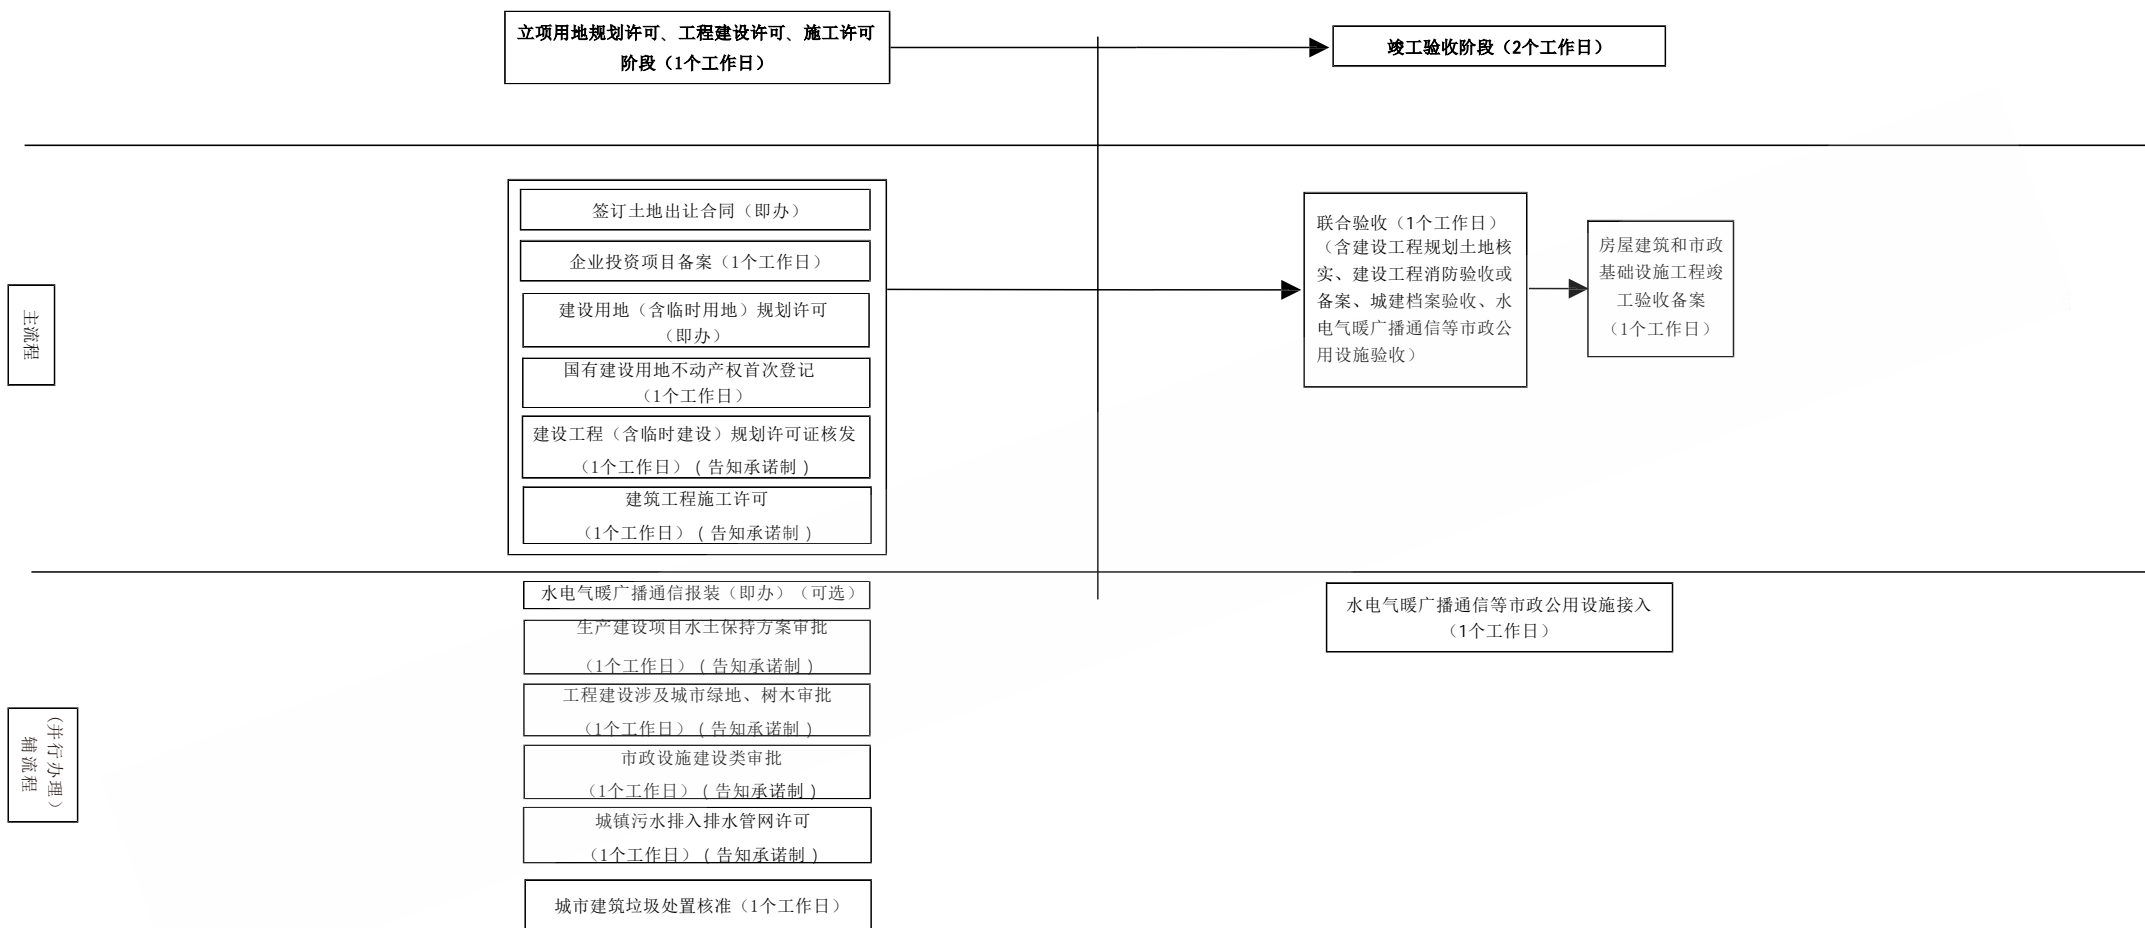 立项用地规划许可、工程建设许可、施工许可
阶段（1个工作日）
竣工验收阶段（2个工作日）
主流程
签订土地出让合同（即办）
企业投资项目备案（1个工作日）
建设用地（含临时用地）规划许可
（即办）
国有建设用地不动产权首次登记
（1个工作日）
建设工程（含临时建设）规划许可证核发
（1个工作日）（告知承诺制）
建筑工程施工许可
（1个工作日）（告知承诺制）
联合验收（1个工作日）
（含建设工程规划土地核
实、建设工程消防验收或
备案、城建档案验收、水
电气暖广播通信等市政公
用设施验收）
房屋建筑和市政
基础设施工程竣
工验收备案
（1个工作日）
（并行办理）
辅流程
水电气暖广播通信报装（即办）（可选）
生产建设项目水土保持方案审批
（1个工作日）（告知承诺制）
工程建设涉及城市绿地、树木审批
（1个工作日）（告知承诺制）
市政设施建设类审批
（1个工作日）（告知承诺制）
城镇污水排入排水管网许可
（1个工作日）（告知承诺制）
城市建筑垃圾处置核准（1个工作日）
水电气暖广播通信等市政公用设施接入
（1个工作日）